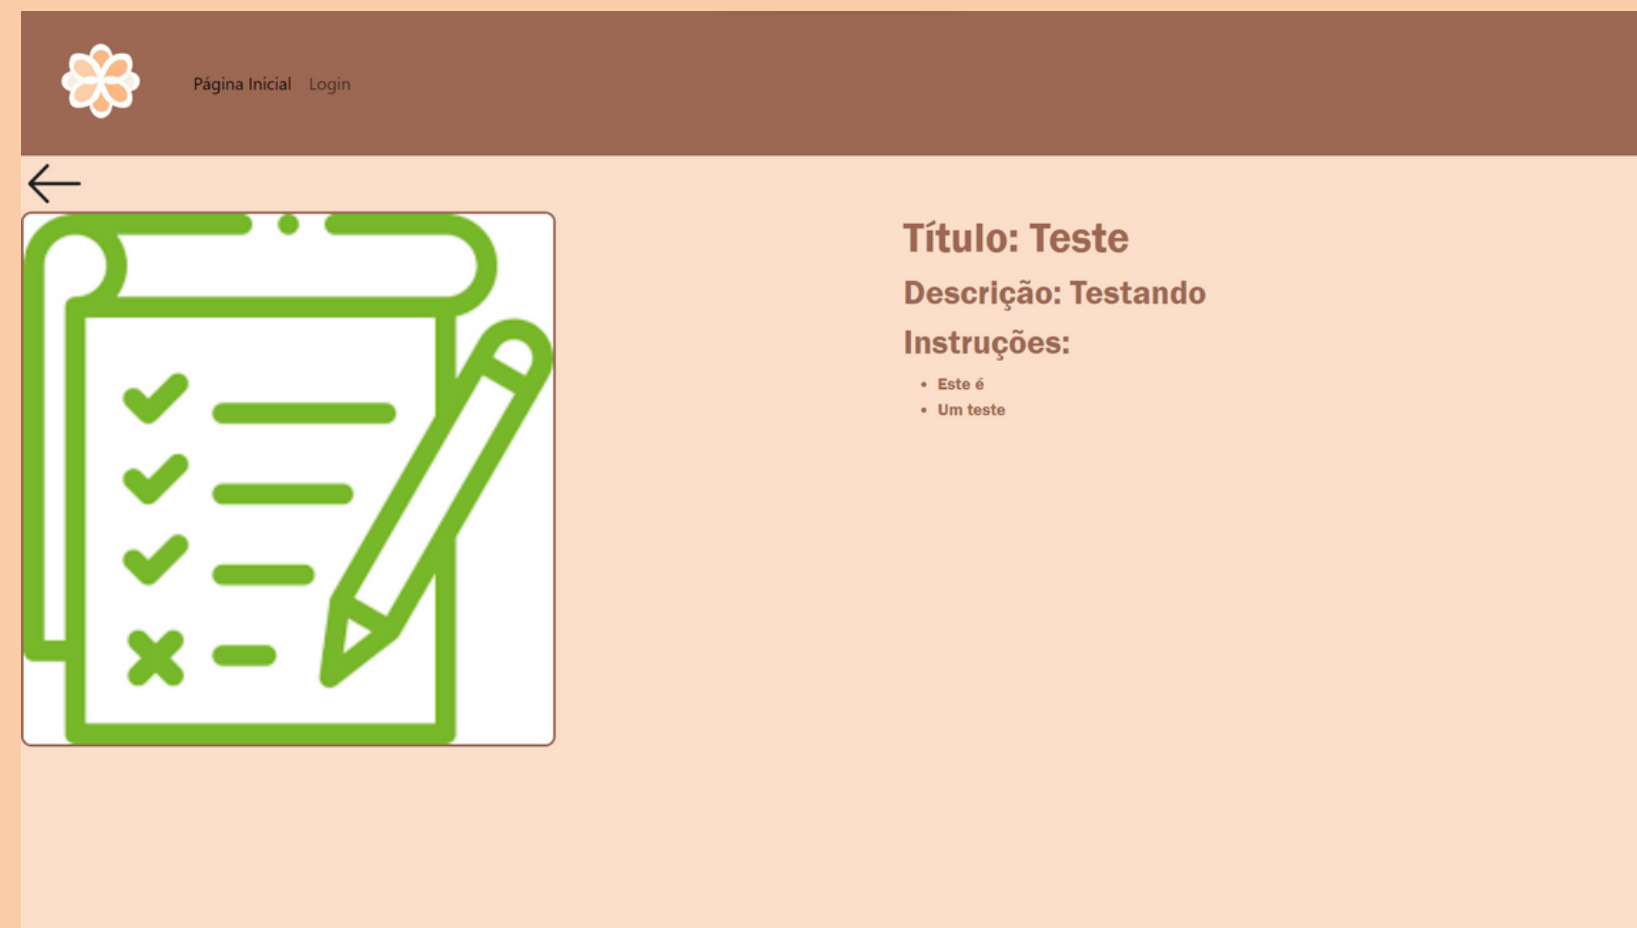 Página Inicial Login
Título: Teste
Descrição: Testando
Instruções:
• Este é
• Um teste